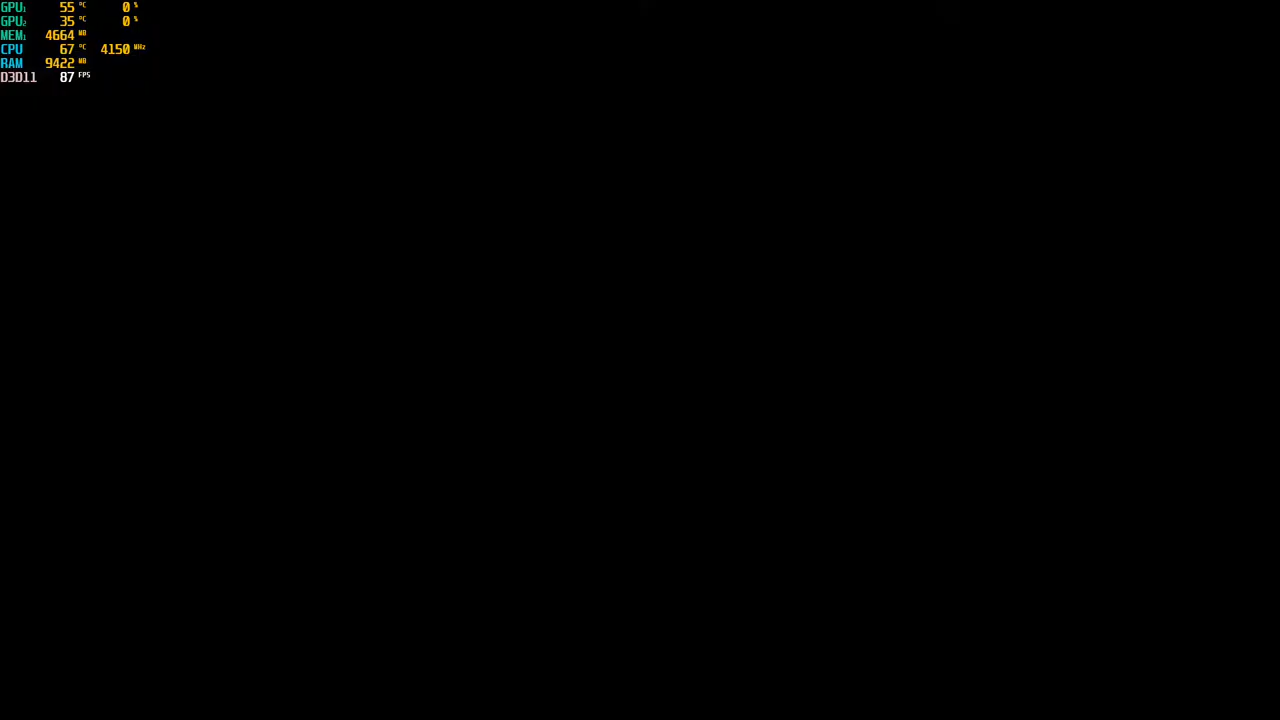 GPU1 55 °C 0 %
GPU2 35 °C 0 %
MEM1 4664 MB
CPU 67 °C 4150 MHz
RAM 9422 MB
D3D11 87 FPS